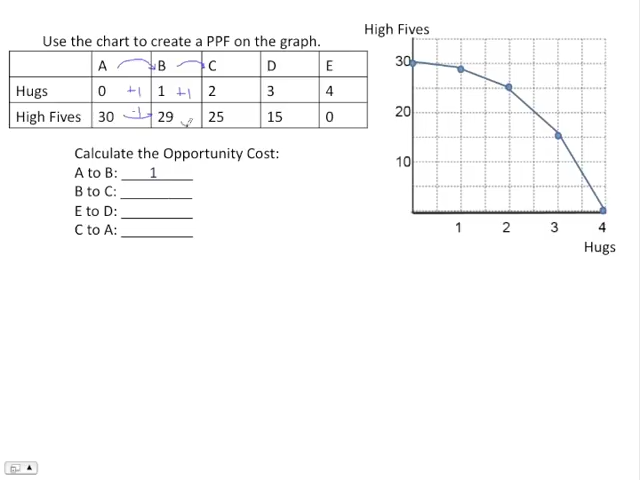 High Fives
Use the chart to create a PPF on the graph.
A B C D E
+1 +1
Hugs 0 1 2 3 4
-1
High Fives 30 29 25 15 0
Calculate the Opportunity Cost:
A to B: 1
B to C:
E to D:
C to A:
30
20
10
1 2 3 4
Hugs